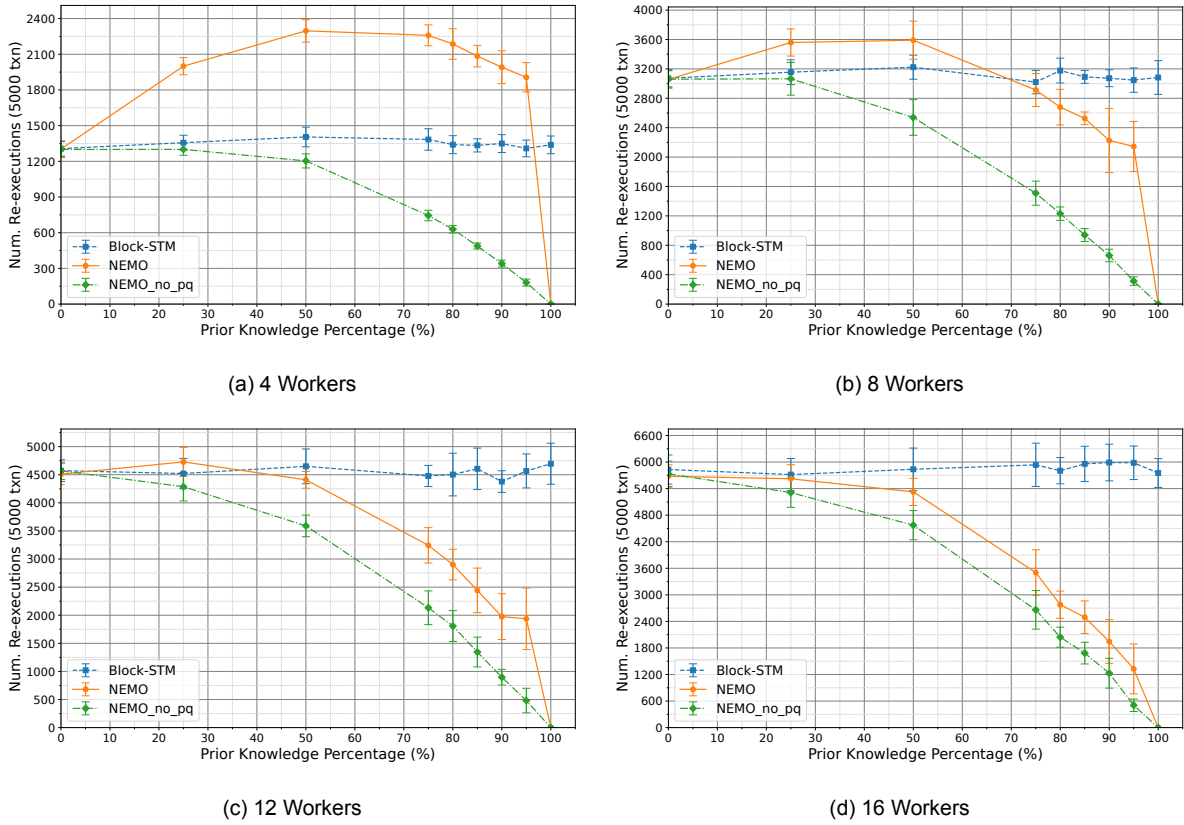 2400
2100
1800
1500
1200
900
600
300
0
Num. Re-executions (5000 txn)
Block-STM
NEMO
NEMO_no_pq
0 10 20 30 40 50 60 70 80 90 100
Prior Knowledge Percentage (%)
(a) 4 Workers
3600
3200
2800
2400
2000
1600
1200
800
400
0
Num. Re-executions (5000 txn)
Block-STM
NEMO
NEMO_no_pq
0 10 20 30 40 50 60 70 80 90 100
Prior Knowledge Percentage (%)
(b) 8 Workers
5000
4500
4000
3500
3000
2500
2000
1500
1000
500
0
Num. Re-executions (5000 txn)
Block-STM
NEMO
NEMO_no_pq
0 10 20 30 40 50 60 70 80 90 100
Prior Knowledge Percentage (%)
(c) 12 Workers
6600
6000
5400
4800
4200
3600
3000
2400
1800
1200
600
0
Num. Re-executions (5000 txn)
Block-STM
NEMO
NEMO_no_pq
0 10 20 30 40 50 60 70 80 90 100
Prior Knowledge Percentage (%)
(d) 16 Workers